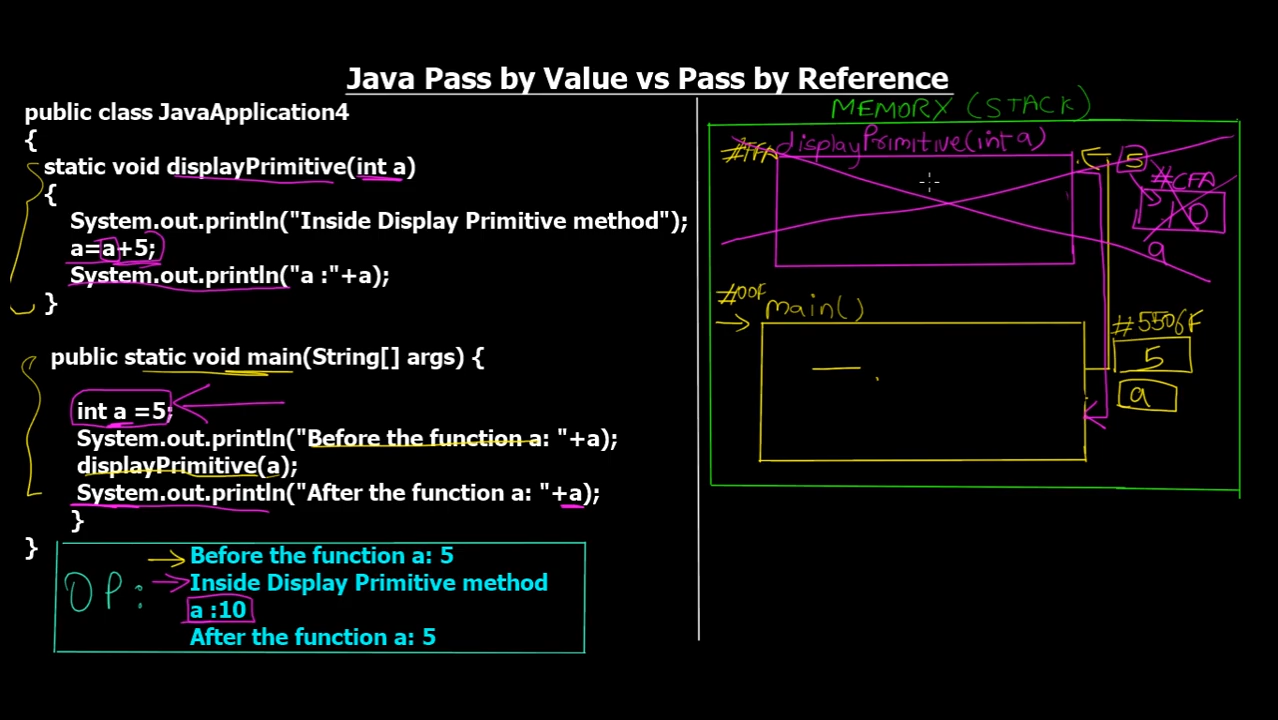 Java Pass by Value vs Pass by Reference
public class JavaApplication4
{
static void displayPrimitive(int a)
{
System.out.println("Inside Display Primitive method");
a=a+5;
System.out.println("a :"+a);
}
public static void main(String[] args) {
int a =5;
System.out.println("Before the function a: "+a);
displayPrimitive(a);
System.out.println("After the function a: "+a);
}
}
OP:
Before the function a: 5
Inside Display Primitive method
a :10
After the function a: 5
MEMORY (STACK)
displayPrimitive(int a)
5
#CFA
10
a
#00F
main()
#5506F
5
a